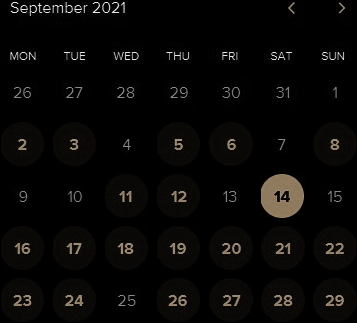 September 2021
MON TUE WED THU FRI SAT SUN
26 27 28 29 30 31 1
2 3 4 5 6 7 8
9 10 11 12 13 14 15
16 17 18 19 20 21 22
23 24 25 26 27 28 29